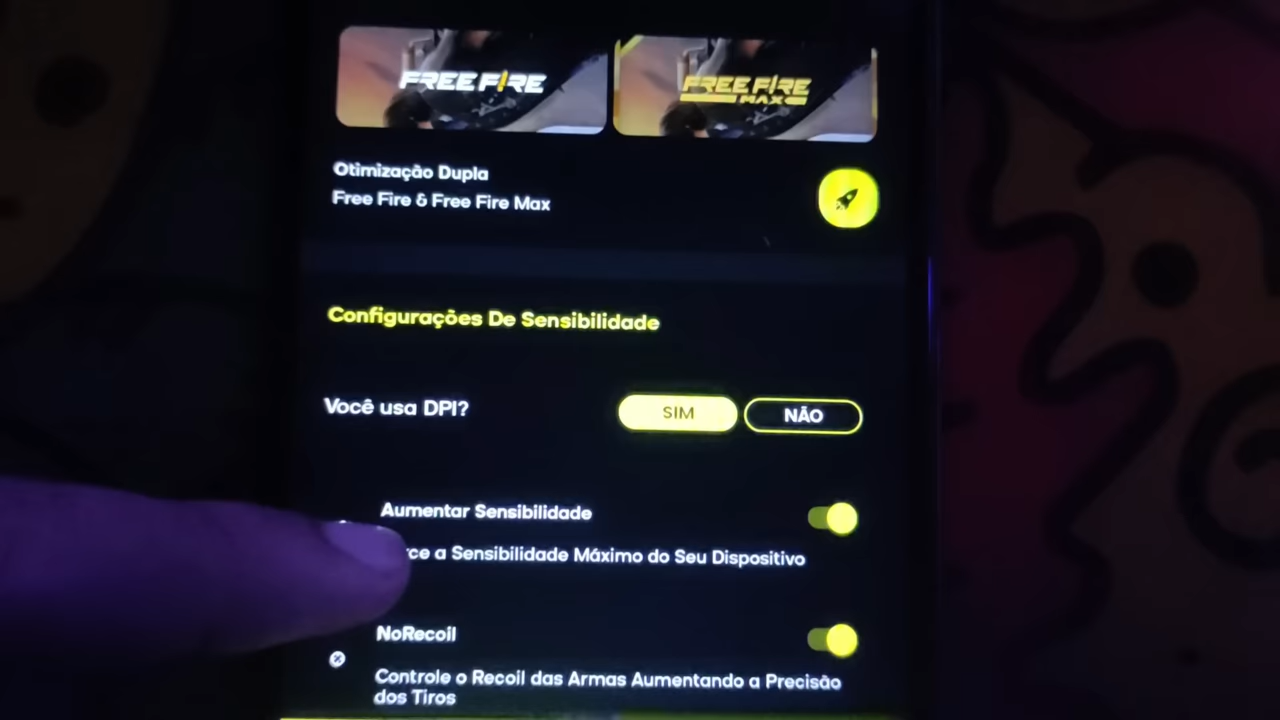 FREE FIRE
FREE FIRE
MAX
Otimização Dupla
Free Fire & Free Fire Max
Configurações De Sensibilidade
Você usa DPI?
SIM
NÃO
Aumentar Sensibilidade
a Sensibilidade Máximo do Seu Dispositivo
NoRecoil
Controle o Recoil das Armas Aumentando a Precisão
dos Tiros